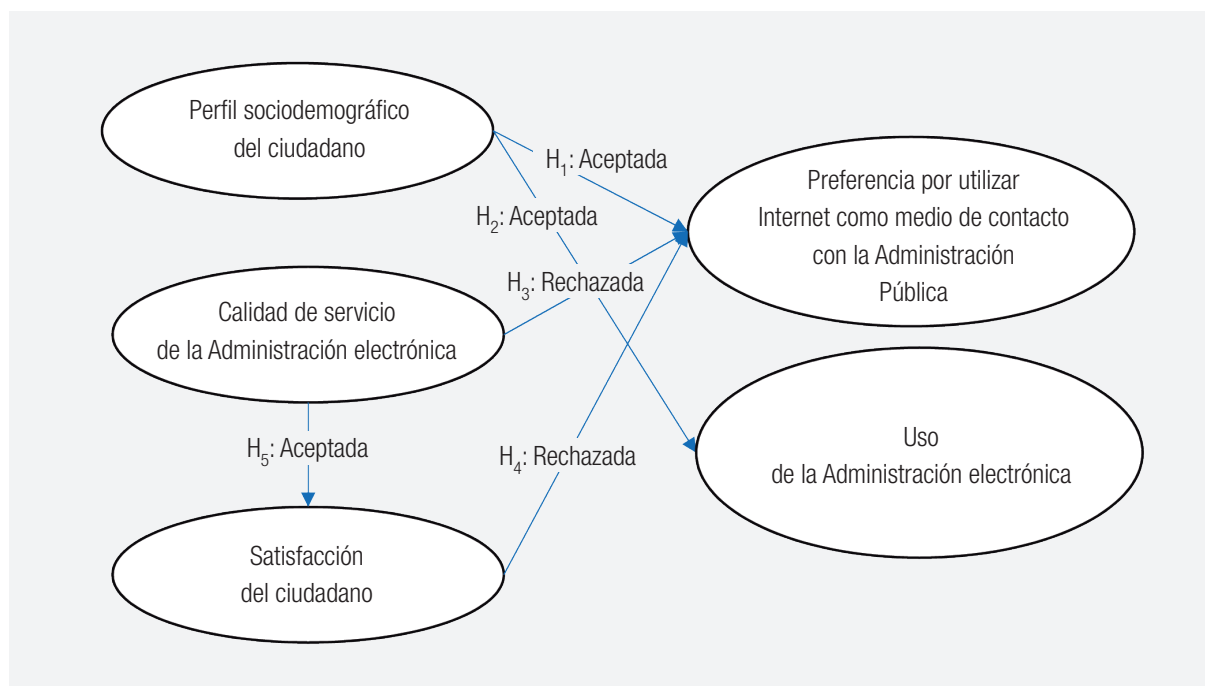 Perfil sociodemográfico
del ciudadano
H₁: Aceptada
Preferencia por utilizar
Internet como medio de contacto
con la Administración
Pública
H₂: Aceptada
H₃: Rechazada
Calidad de servicio
de la Administración electrónica
H₅: Aceptada
H₄: Rechazada
Uso
de la Administración electrónica
Satisfacción
del ciudadano